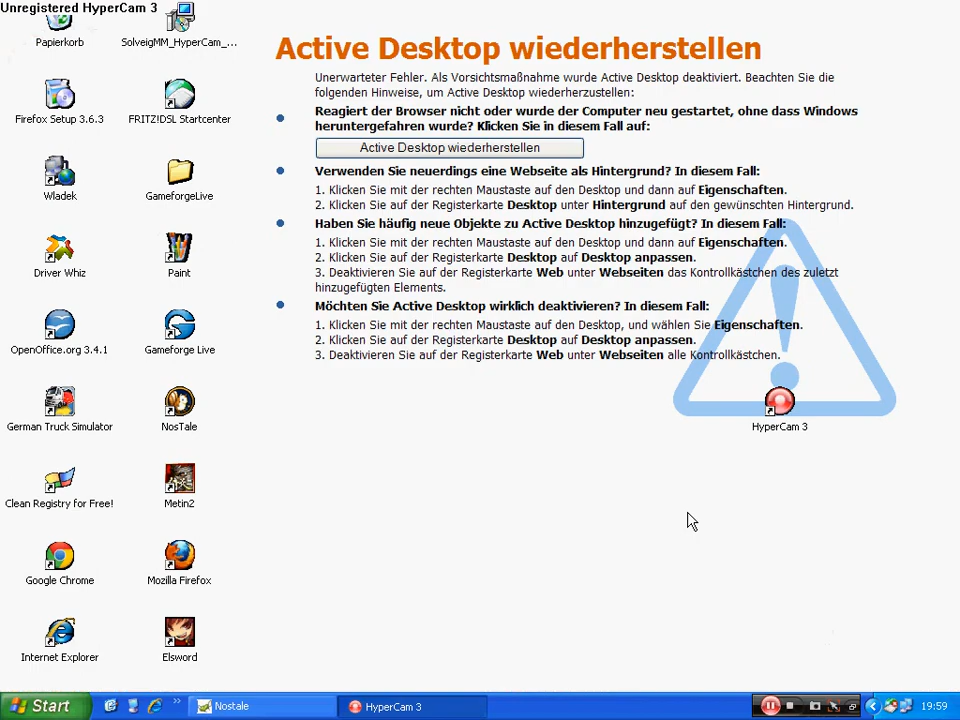 Unregistered HyperCam 3
Papierkorb
SolveigMM_HyperCam_...
Firefox Setup 3.6.3
FRITZ!DSL Startcenter
Wladek
GameforgeLive
Driver Whiz
Paint
OpenOffice.org 3.4.1
Gameforge Live
German Truck Simulator
NosTale
Clean Registry for Free!
Metin2
Google Chrome
Mozilla Firefox
Internet Explorer
Elsword
Active Desktop wiederherstellen
Unerwarteter Fehler. Als Vorsichtsmaßnahme wurde Active Desktop deaktiviert. Beachten Sie die
folgenden Hinweise, um Active Desktop wiederherzustellen:
Reagiert der Browser nicht oder wurde der Computer neu gestartet, ohne dass Windows
heruntergefahren wurde? Klicken Sie in diesem Fall auf:
Active Desktop wiederherstellen
Verwenden Sie neuerdings eine Webseite als Hintergrund? In diesem Fall:
1. Klicken Sie mit der rechten Maustaste auf den Desktop und dann auf Eigenschaften.
2. Klicken Sie auf der Registerkarte Desktop unter Hintergrund auf den gewünschten Hintergrund.
Haben Sie häufig neue Objekte zu Active Desktop hinzugefügt? In diesem Fall:
1. Klicken Sie mit der rechten Maustaste auf den Desktop und dann auf Eigenschaften.
2. Klicken Sie auf der Registerkarte Desktop auf Desktop anpassen.
3. Deaktivieren Sie auf der Registerkarte Web unter Webseiten das Kontrollkästchen des zuletzt
hinzugefügten Elements.
Möchten Sie Active Desktop wirklich deaktivieren? In diesem Fall:
1. Klicken Sie mit der rechten Maustaste auf den Desktop, und wählen Sie Eigenschaften.
2. Klicken Sie auf der Registerkarte Desktop auf Desktop anpassen.
3. Deaktivieren Sie auf der Registerkarte Web unter Webseiten alle Kontrollkästchen.
HyperCam 3
Start
Nostale
HyperCam 3
19:59